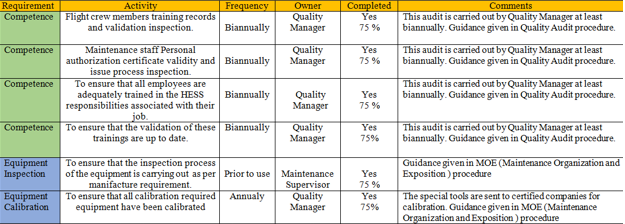 Requirement Activity Frequency Owner Completed Comments
Competence Flight crew members training records Quality Yes This audit is carried out by Quality Manager at least
and validation inspection. Biannually Manager 75 % biannually. Guidance given in Quality Audit procedure.
Competence Maintenance staff Personal
authorization certificate validity and
issue process inspection. Biannually Quality Manager Yes 75 % This audit is carried out by Quality Manager at least
biannually. Guidance given in Quality Audit procedure.
Competence To ensure that all employees are
adequately trained in the HESS
responsibilities associated with their
job. Biannually Quality Manager Yes 75 % This audit is carried out by Quality Manager at least
biannually. Guidance given in Quality Audit procedure.
Competence To ensure that the validation of these
trainings are up to date. Biannually Quality Manager Yes 75% This audit is carried out by Quality Manager at least
biannually. Guidance given in Quality Audit procedure.
Equipment
Inspection To ensure that the inspection process
of the equipment is carrying out as per
manifacture requirement. Prior to use Maintenance
Supervisor Yes
75 % Guidance given in MOE (Maintenance Organization and
Exposition ) procedure
Equipment
Calibration To ensure that all calibration required
equipment have been calibrated Annualy Quality
Manager Yes
75% The special tools are sent to certified companies for
calibration. Guidance given in MOE (Maintenance
Organization and Exposition ) procedure